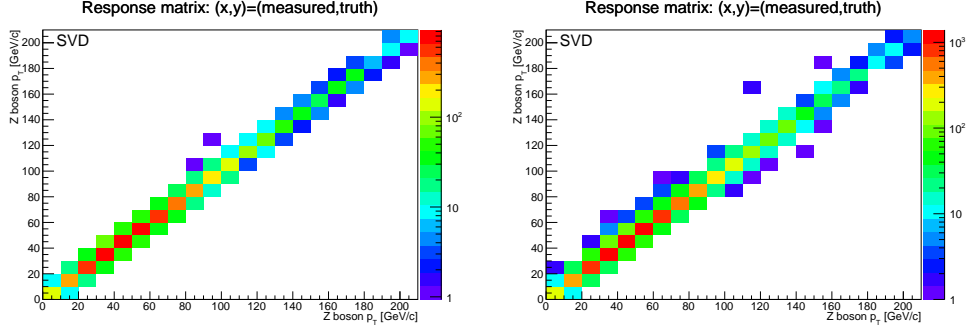 Response matrix: (x,y)=(measured,truth)
Z boson p_T [GeV/c]
SVD
200
180
160
140
120
100
80
60
40
20
0
0 20 40 60 80 100 120 140 160 180 200
Z boson p_T [GeV/c]
10^2
10
1
Response matrix: (x,y)=(measured,truth)
Z boson p_T [GeV/c]
SVD
200
180
160
140
120
100
80
60
40
20
0
0 20 40 60 80 100 120 140 160 180 200
Z boson p_T [GeV/c]
10^3
10^2
10
1